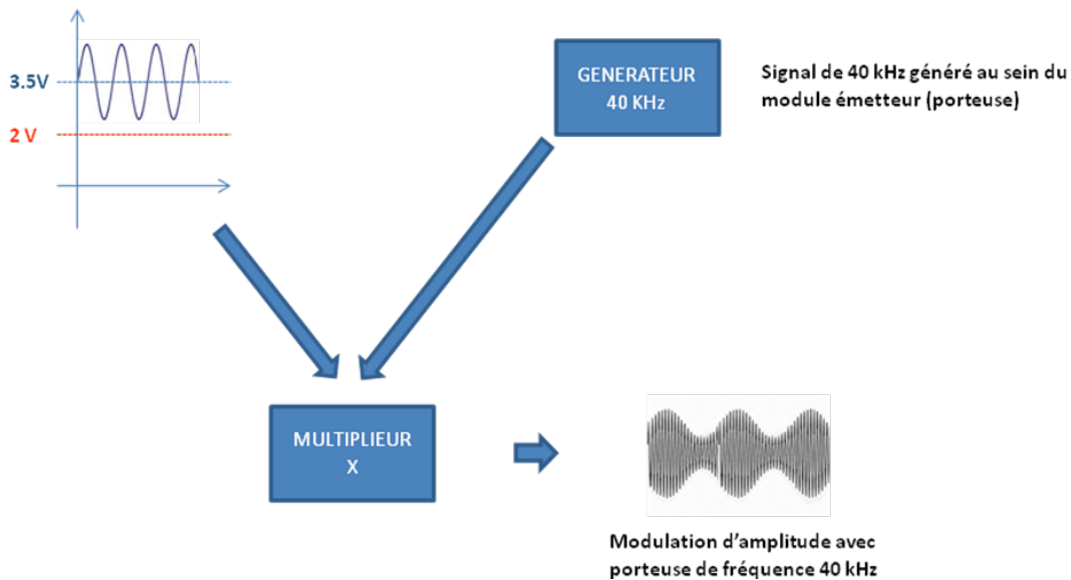 3.5V
2 V
GENERATEUR
40 KHz
Signal de 40 kHz généré au sein du
module émetteur (porteuse)
MULTIPLIEUR
X
Modulation d'amplitude avec
porteuse de fréquence 40 kHz